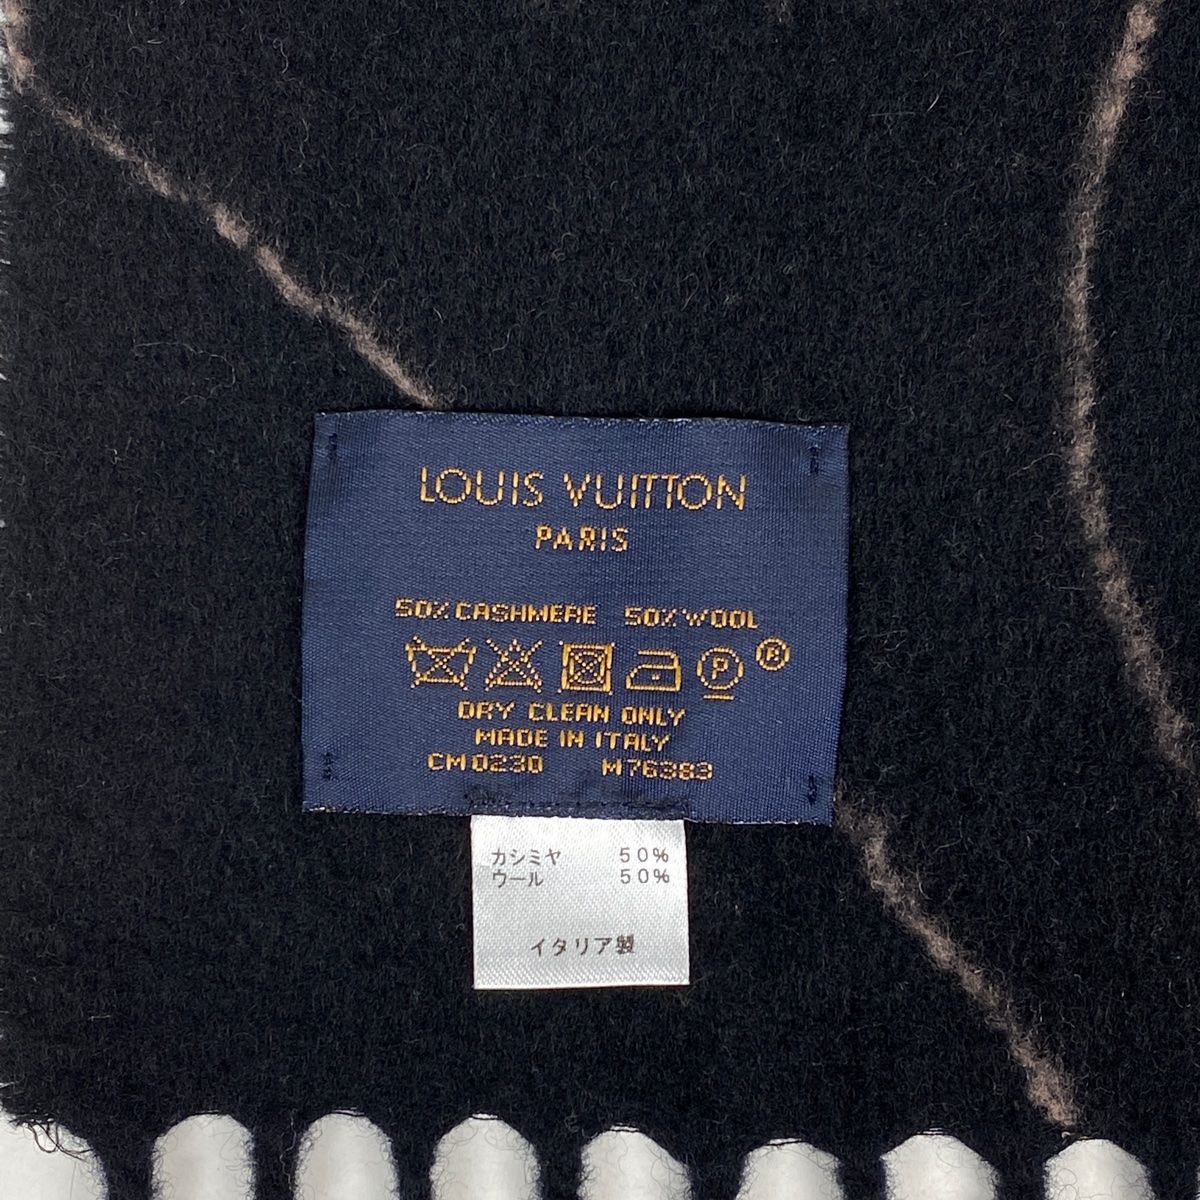 LOUIS VUITTON
PARIS
50% CASHMERE 50% WOOL
P ®
DRY CLEAN ONLY
MADE IN ITALY
CM0230 M76383
カシミヤ 50%
ウール 50%
イタリア製